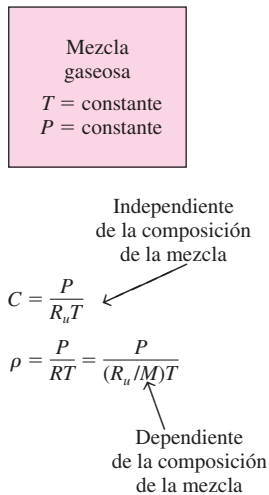 Mezcla
gaseosa
T = constante
P = constante
Independiente
de la composición
de la mezcla
C = P / R_u T
ρ = P / RT = P / (R_u/M)T
Dependiente
de la composición
de la mezcla